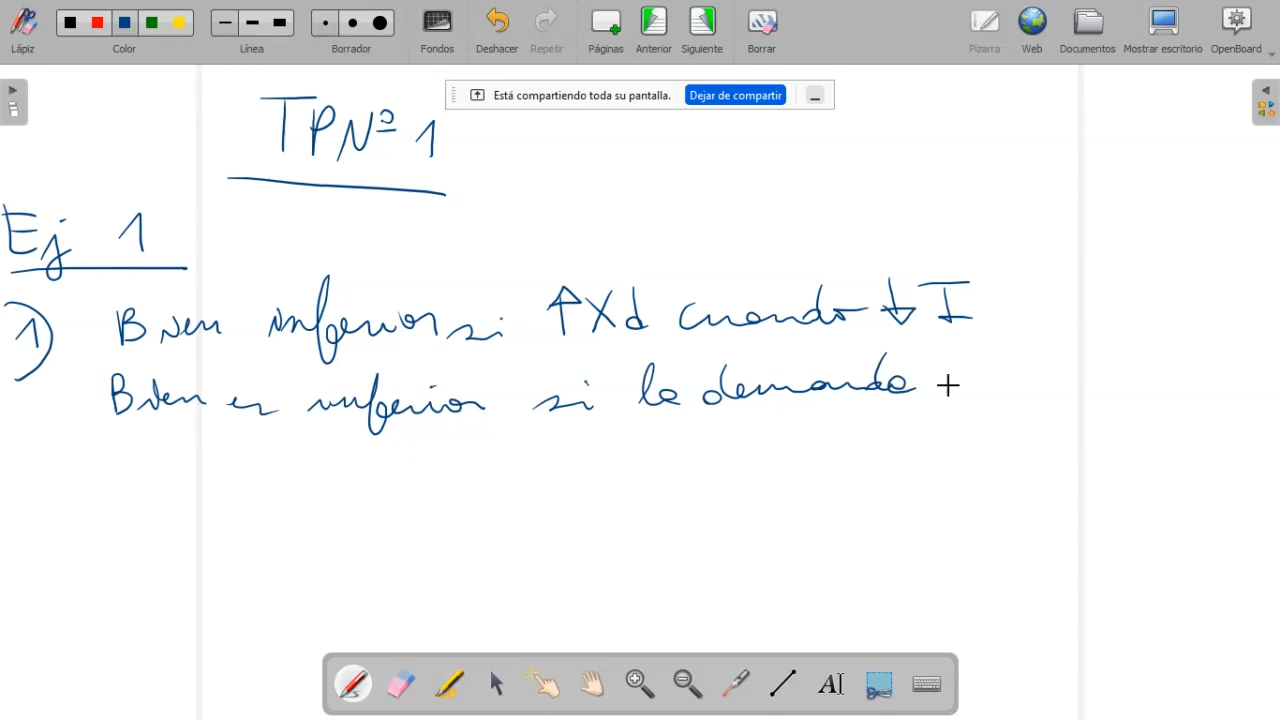 Lápiz Color Línea Borrador Fondos Deshacer Repetir Páginas Anterior Siguiente Borrar Pizarra Web Documentos Mostrar escritorio OpenBoard
Está compartiendo toda su pantalla. Dejar de compartir
TP Nº 1
Ej 1
1) Bien inferior si ↑ Xd cuando ↓ I
Bien es inferior si la demanda
AI